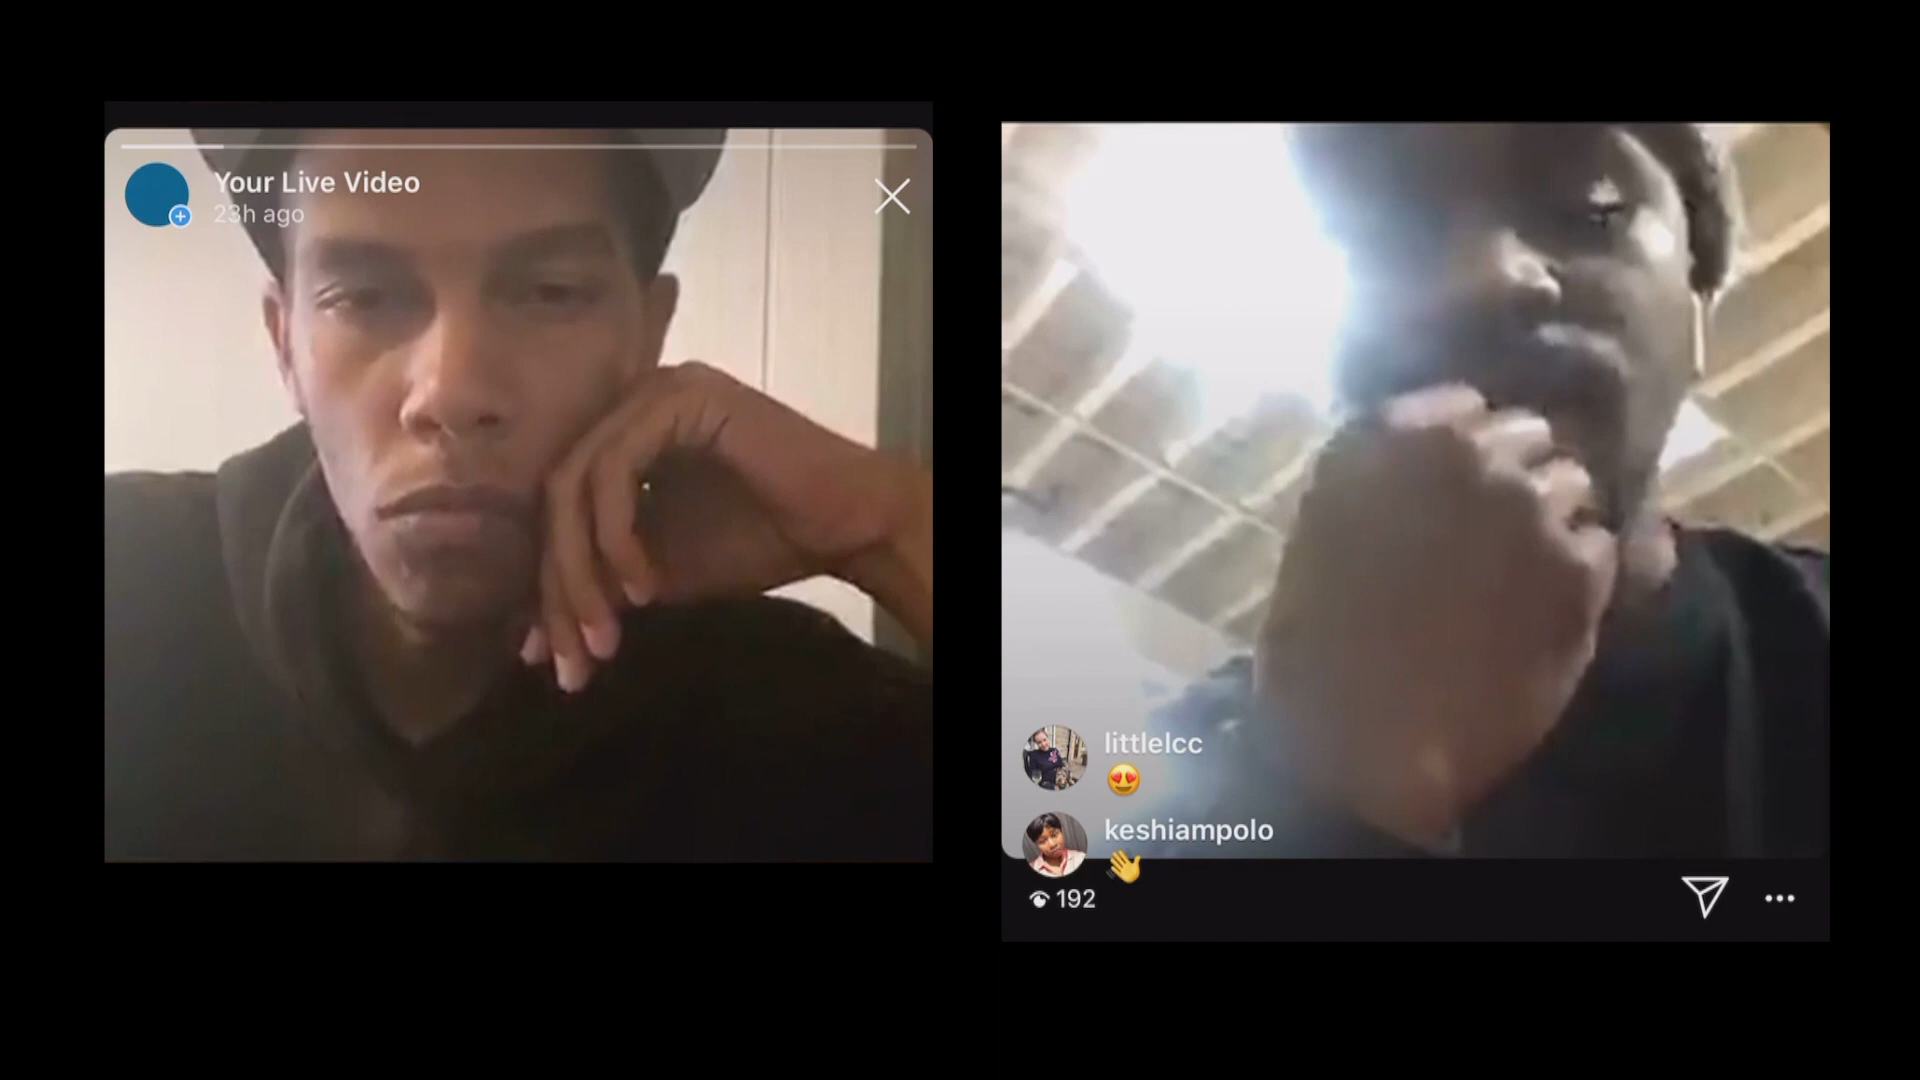 Your Live Video
23h ago
littlelcc
😍
keshiampolo
👋
192